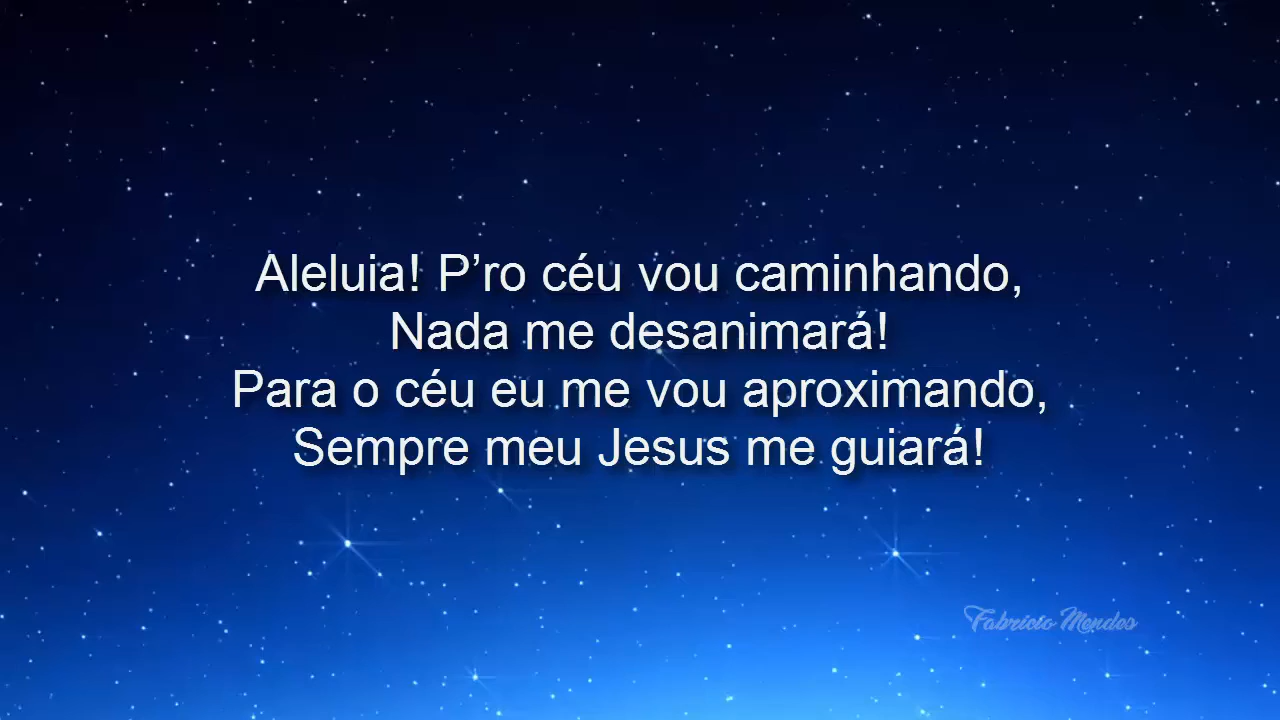 Aleluia! P’ro céu vou caminhando,
Nada me desanimará!
Para o céu eu me vou aproximando,
Sempre meu Jesus me guiará!
Fabricio Mendes